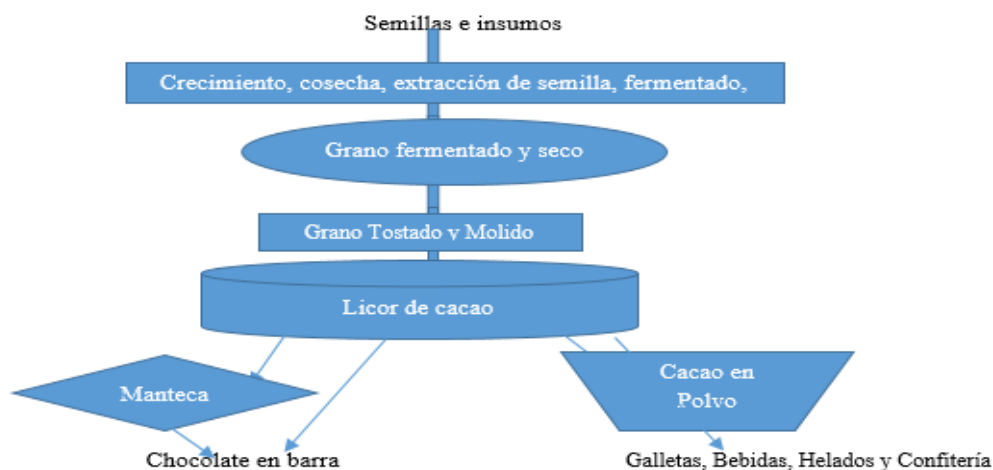 Semillas e insumos
Crecimiento, cosecha, extracción de semilla, fermentado,
Grano fermentado y seco
Grano Tostado y Molido
Licor de cacao
Manteca
Cacao en
Polvo
Chocolate en barra
Galletas, Bebidas, Helados y Confitería